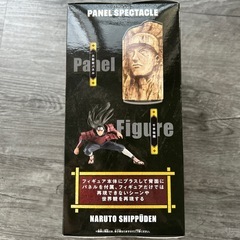 PANEL SPECTACLE
Panel
Figure
フィギュア本体にプラスして背面に
パネルを付属。フィギュアだけでは
再現できないシーンや
世界観を再現する
NARUTO SHIPPUDEN